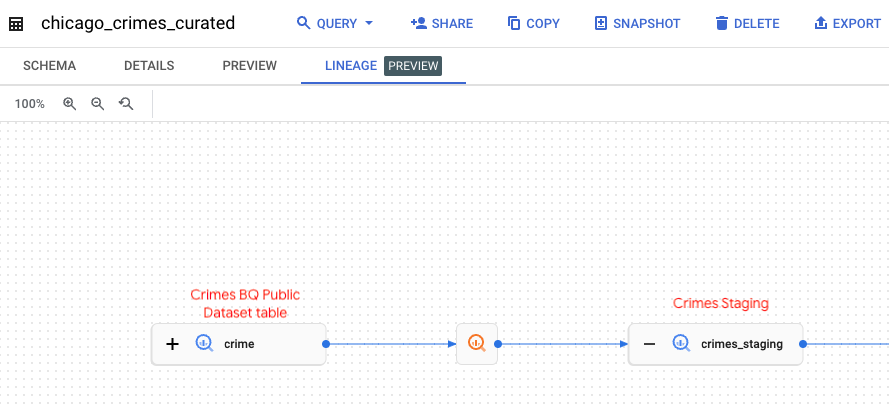 chicago_crimes_curated QUERY SHARE COPY SNAPSHOT DELETE EXPORT
SCHEMA DETAILS PREVIEW LINEAGE PREVIEW
100%
Crimes BQ Public
Dataset table
Crimes Staging
crime
crimes_staging